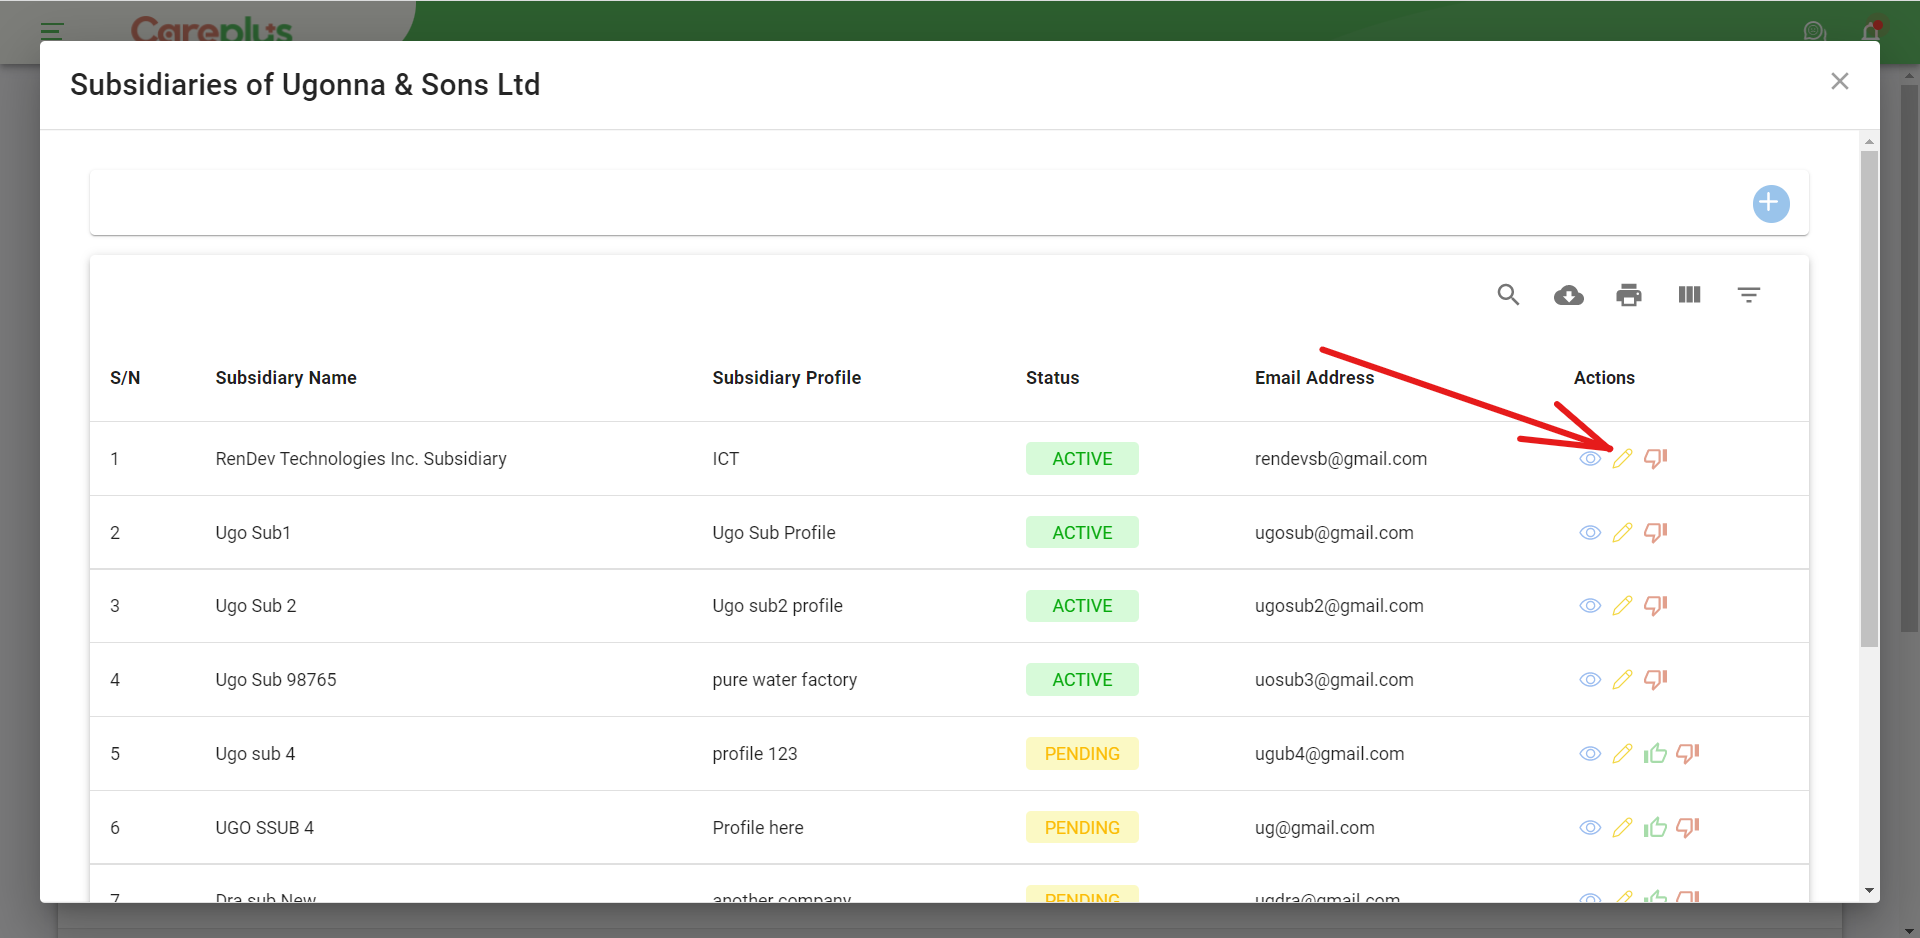 Careplus
Subsidiaries of Ugonna & Sons Ltd
S/N Subsidiary Name Subsidiary Profile Status Email Address Actions
1 RenDev Technologies Inc. Subsidiary ICT ACTIVE rendevsb@gmail.com
2 Ugo Sub1 Ugo Sub Profile ACTIVE ugosub@gmail.com
3 Ugo Sub 2 Ugo sub2 profile ACTIVE ugosub2@gmail.com
4 Ugo Sub 98765 pure water factory ACTIVE uosub3@gmail.com
5 Ugo sub 4 profile 123 PENDING ugub4@gmail.com
6 UGO SSUB 4 Profile here PENDING ug@gmail.com
7 Dra sub New another company PENDING ugdra@gmail.com